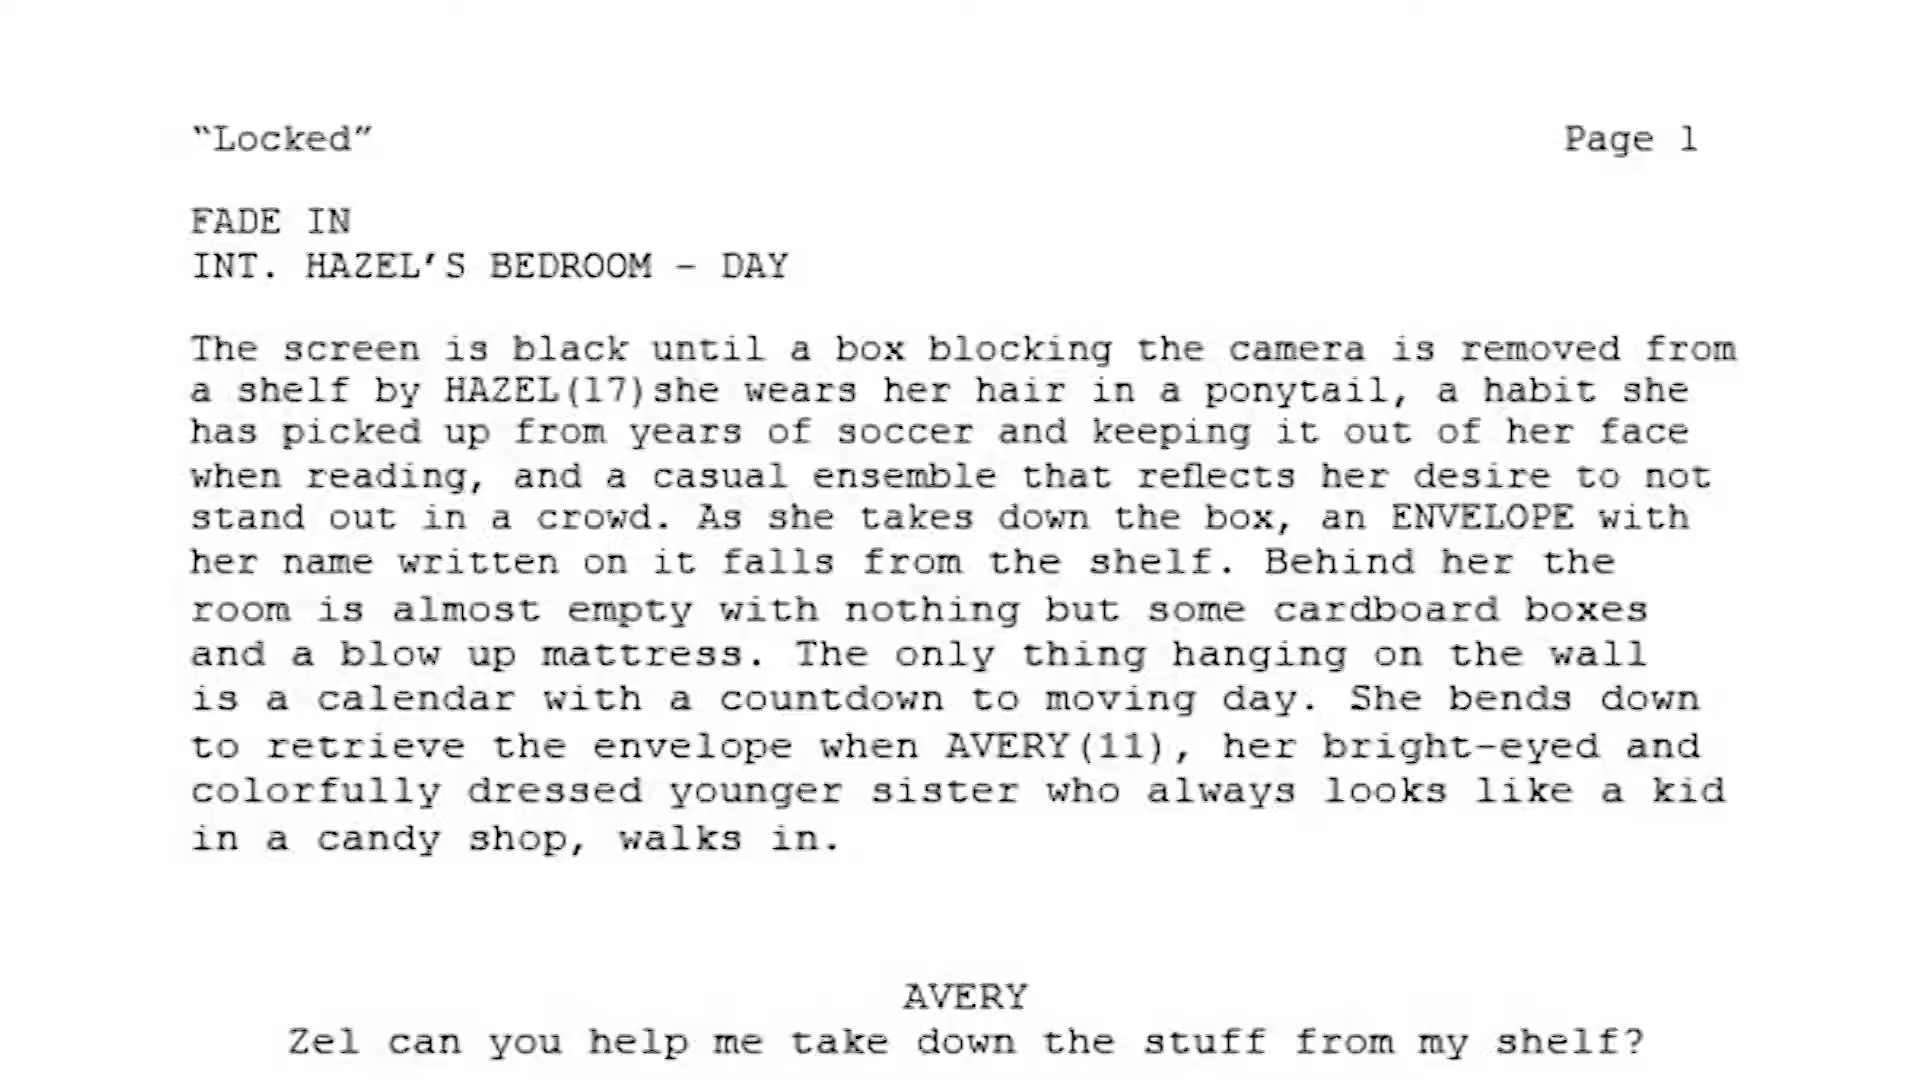 “Locked”
Page 1
FADE IN
INT. HAZEL’S BEDROOM – DAY
The screen is black until a box blocking the camera is removed from
a shelf by HAZEL(17)she wears her hair in a ponytail, a habit she
has picked up from years of soccer and keeping it out of her face
when reading, and a casual ensemble that reflects her desire to not
stand out in a crowd. As she takes down the box, an ENVELOPE with
her name written on it falls from the shelf. Behind her the
room is almost empty with nothing but some cardboard boxes
and a blow up mattress. The only thing hanging on the wall
is a calendar with a countdown to moving day. She bends down
to retrieve the envelope when AVERY(11), her bright-eyed and
colorfully dressed younger sister who always looks like a kid
in a candy shop, walks in.
AVERY
Zel can you help me take down the stuff from my shelf?